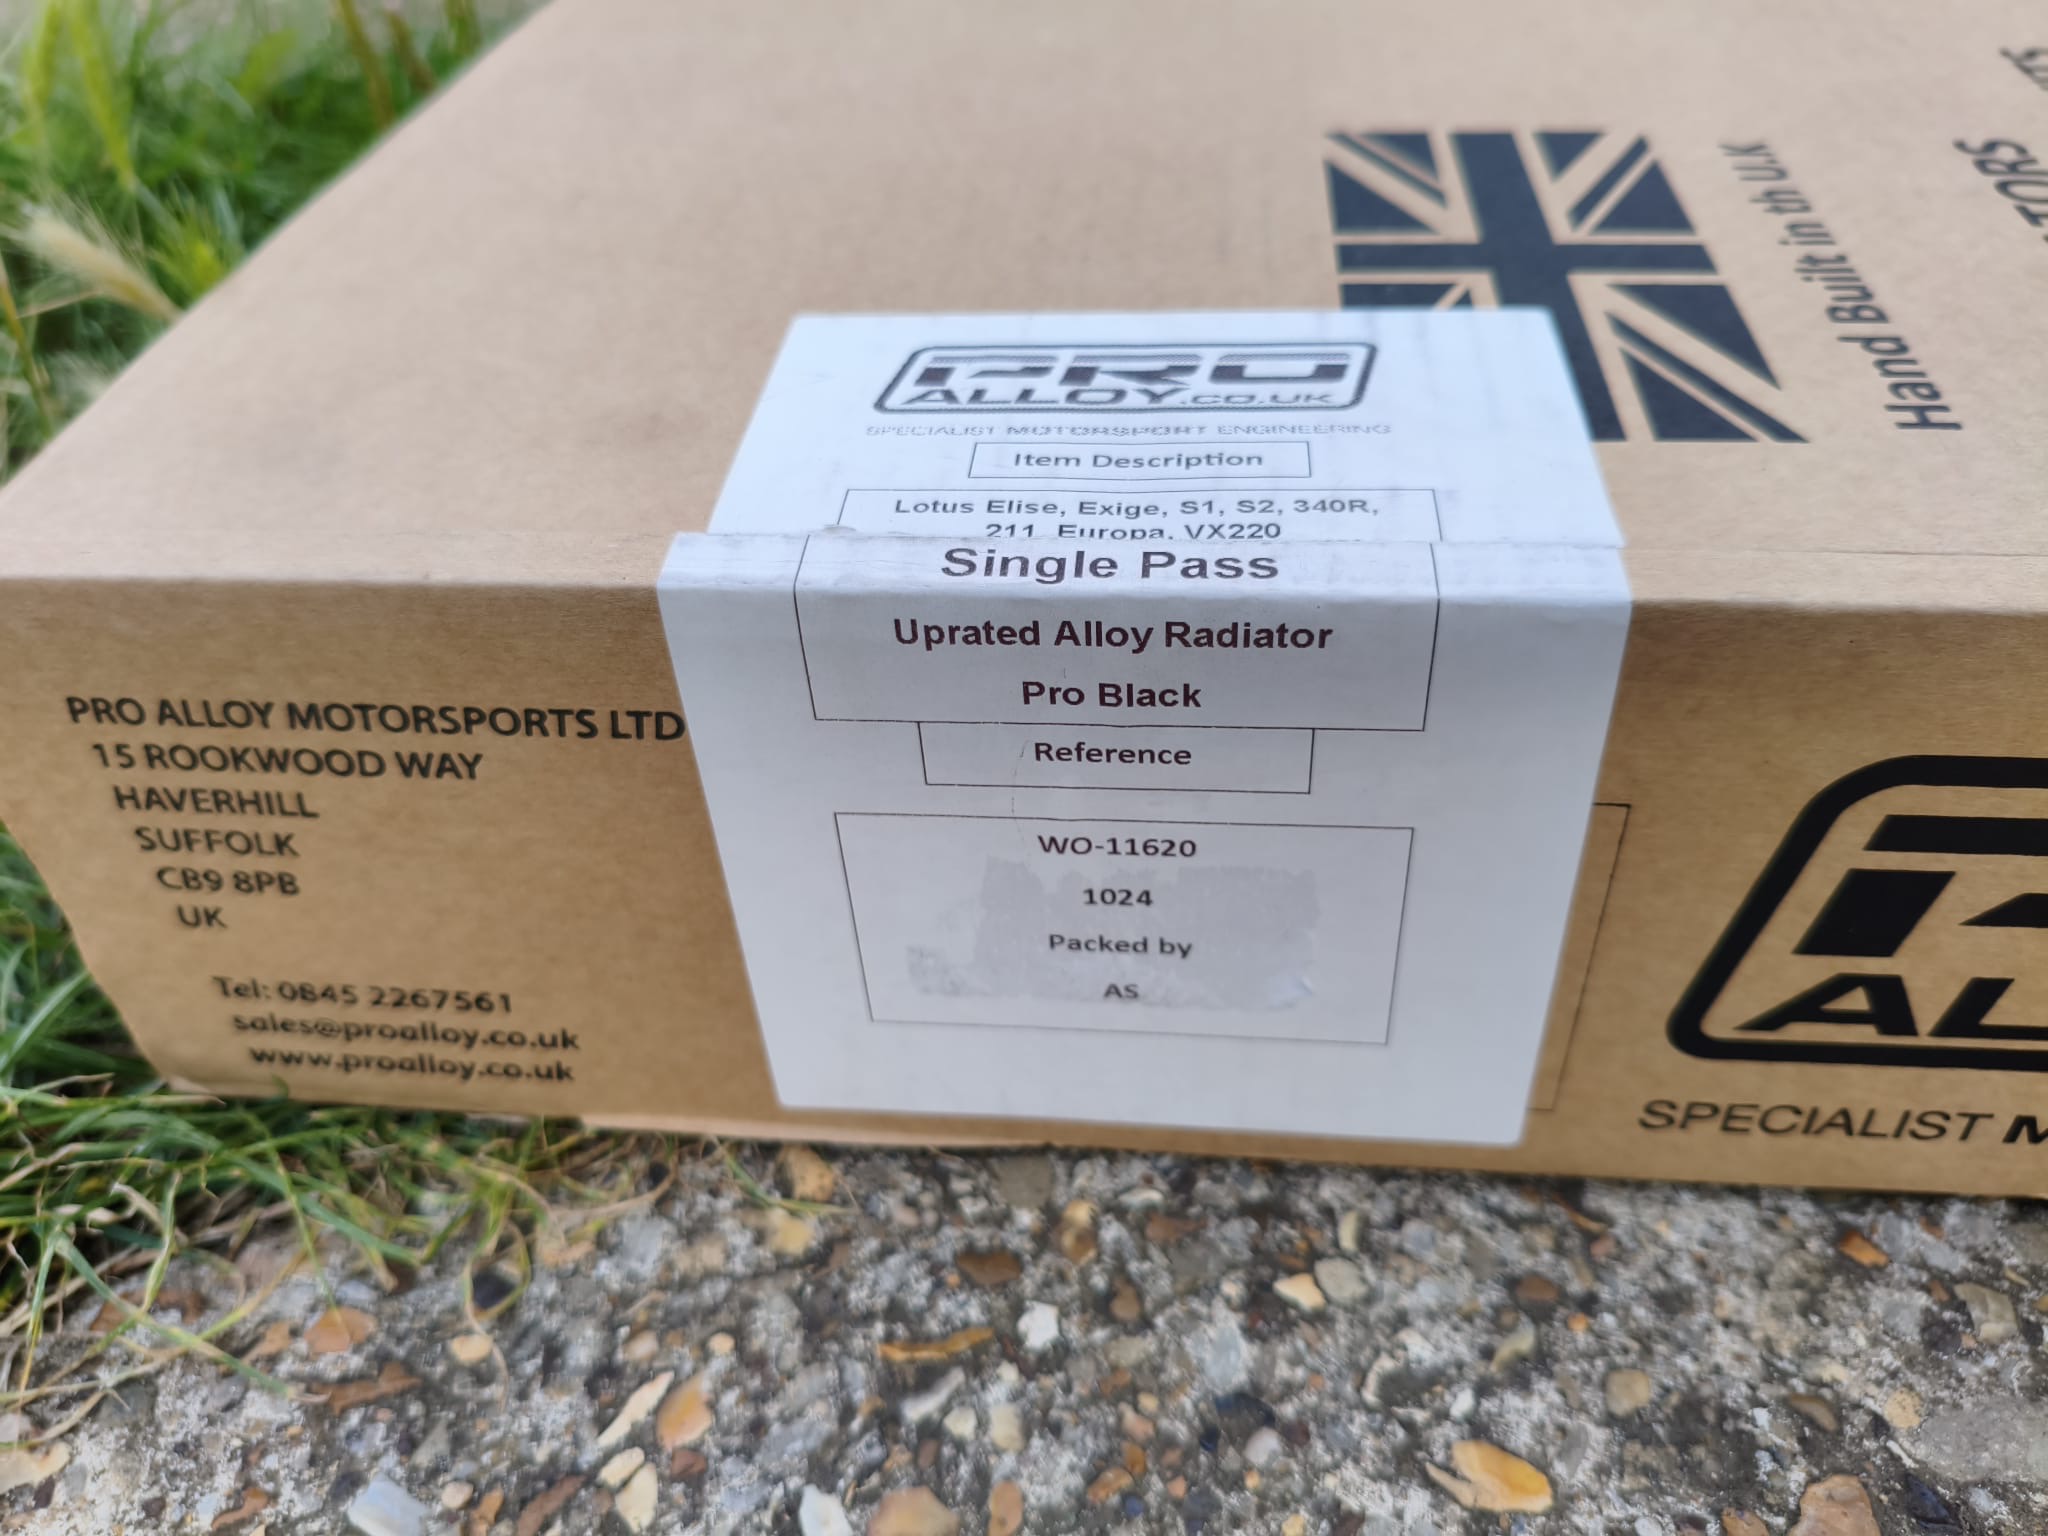 Hand Built in th U.K
PRO
ALLOY.CO.UK
SPECIALIST MOTORSPORT ENGINEERING
Item Description
Lotus Elise, Exige, S1, S2, 340R,
211, Europa, VX220
Single Pass
Uprated Alloy Radiator
Pro Black
Reference
WO-11620
1024
Packed by
AS
PRO ALLOY MOTORSPORTS LTD
15 ROOKWOOD WAY
HAVERHILL
SUFFOLK
CB9 8PB
UK
Tel: 0845 2267561
sales@proalloy.co.uk
www.proalloy.co.uk
SPECIALIST